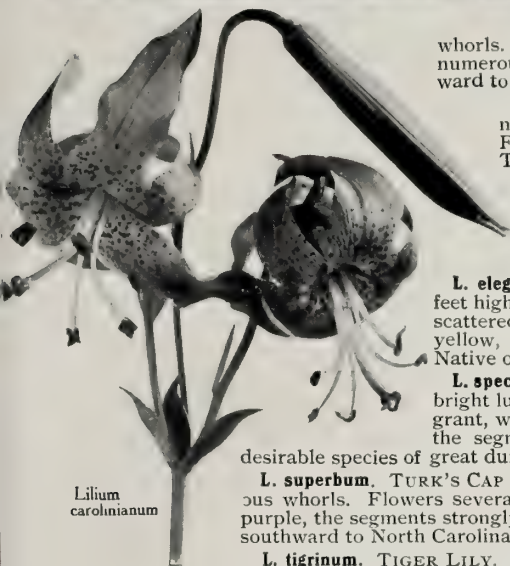 whorls.
numerou
ward to
n
F
T
L. eleg
feet high
scattered
yellow,
Native o
L. spec
bright lu
grant, w
the segn
desirable species of great du
Lilium
carolinianum
L. superbum. TURK'S CAP
ous whorls. Flowers severa
purple, the segments strongl
southward to North Carolina
L. tigrinum. TIGER LILY.